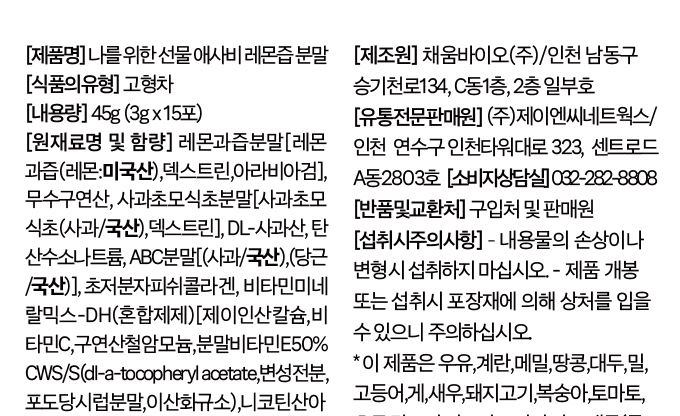 [제품명] 나를 위한 선물 애사비 레몬즙 분말
[식품의유형] 고형차
[내용량] 45g (3g x 15포)
[원재료명 및 함량] 레몬과즙분말[레몬
과즙(레몬:미국산),덱스트린,아라비아검],
무수구연산, 사과초모식초분말[사과초모
식초(사과/국산),덱스트린], DL-사과산, 탄
산수소나트륨, ABC분말[(사과/국산),(당근
/국산)], 초저분자피쉬콜라겐, 비타민미네
랄믹스-DH(혼합제제)[제이인산칼슘,비
타민C,구연산철암모늄,분말비타민E50%
CWS/S(dl-a-tocopheryl acetate,변성전분,
포도당시럽분말,이산화규소),니코틴산아
[제조원] 채움바이오(주)/인천 남동구
승기천로134, C동1층, 2층 일부호
[유통전문판매원] (주)제이엔씨네트웍스/
인천 연수구 인천타워대로 323, 센트로드
A동2803호 [소비자상담실] 032-282-8808
[반품및교환처] 구입처 및 판매원
[섭취시주의사항] - 내용물의 손상이나
변형시 섭취하지 마십시오. - 제품 개봉
또는 섭취시 포장재에 의해 상처를 입을
수 있으니 주의하십시오.
*이 제품은 우유,계란,메밀,땅콩,대두,밀,
고등어,게,새우,돼지고기,복숭아,토마토,